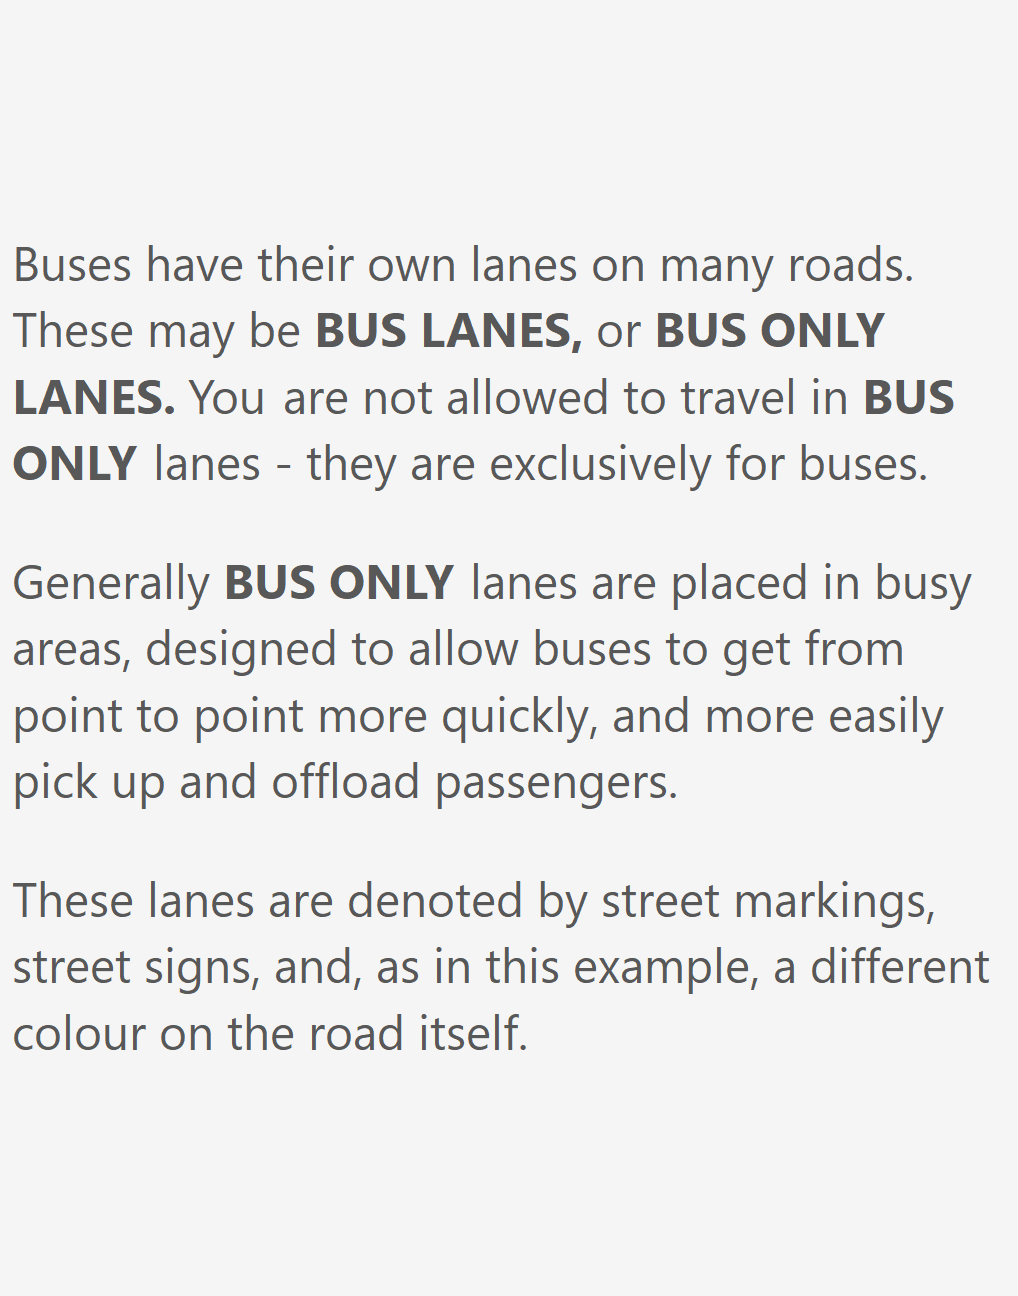 Buses have their own lanes on many roads.
These may be BUS LANES, or BUS ONLY
LANES. You are not allowed to travel in BUS
ONLY lanes - they are exclusively for buses.
Generally BUS ONLY lanes are placed in busy
areas, designed to allow buses to get from
point to point more quickly, and more easily
pick up and offload passengers.
These lanes are denoted by street markings,
street signs, and, as in this example, a different
colour on the road itself.